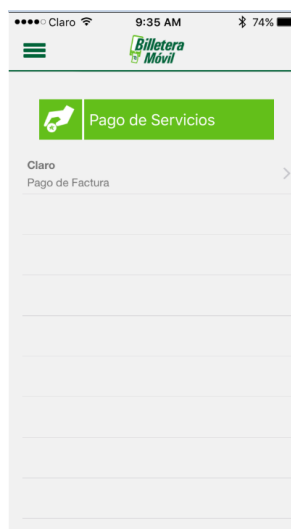 Claro 9:35 AM 74%
Billetera
Móvil
Pago de Servicios
Claro
Pago de Factura